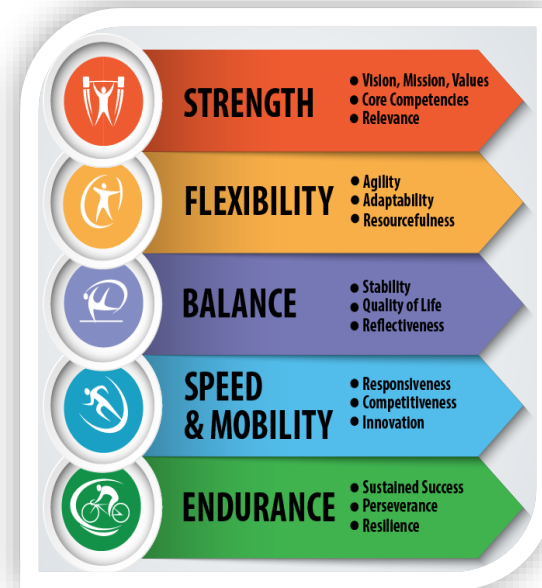 STRENGTH
● Vision, Mission, Values
● Core Competencies
● Relevance
FLEXIBILITY
● Agility
● Adaptability
● Resourcefulness
BALANCE
● Stability
● Quality of Life
● Reflectiveness
SPEED
& MOBILITY
● Responsiveness
● Competitiveness
● Innovation
ENDURANCE
● Sustained Success
● Perseverance
● Resilience